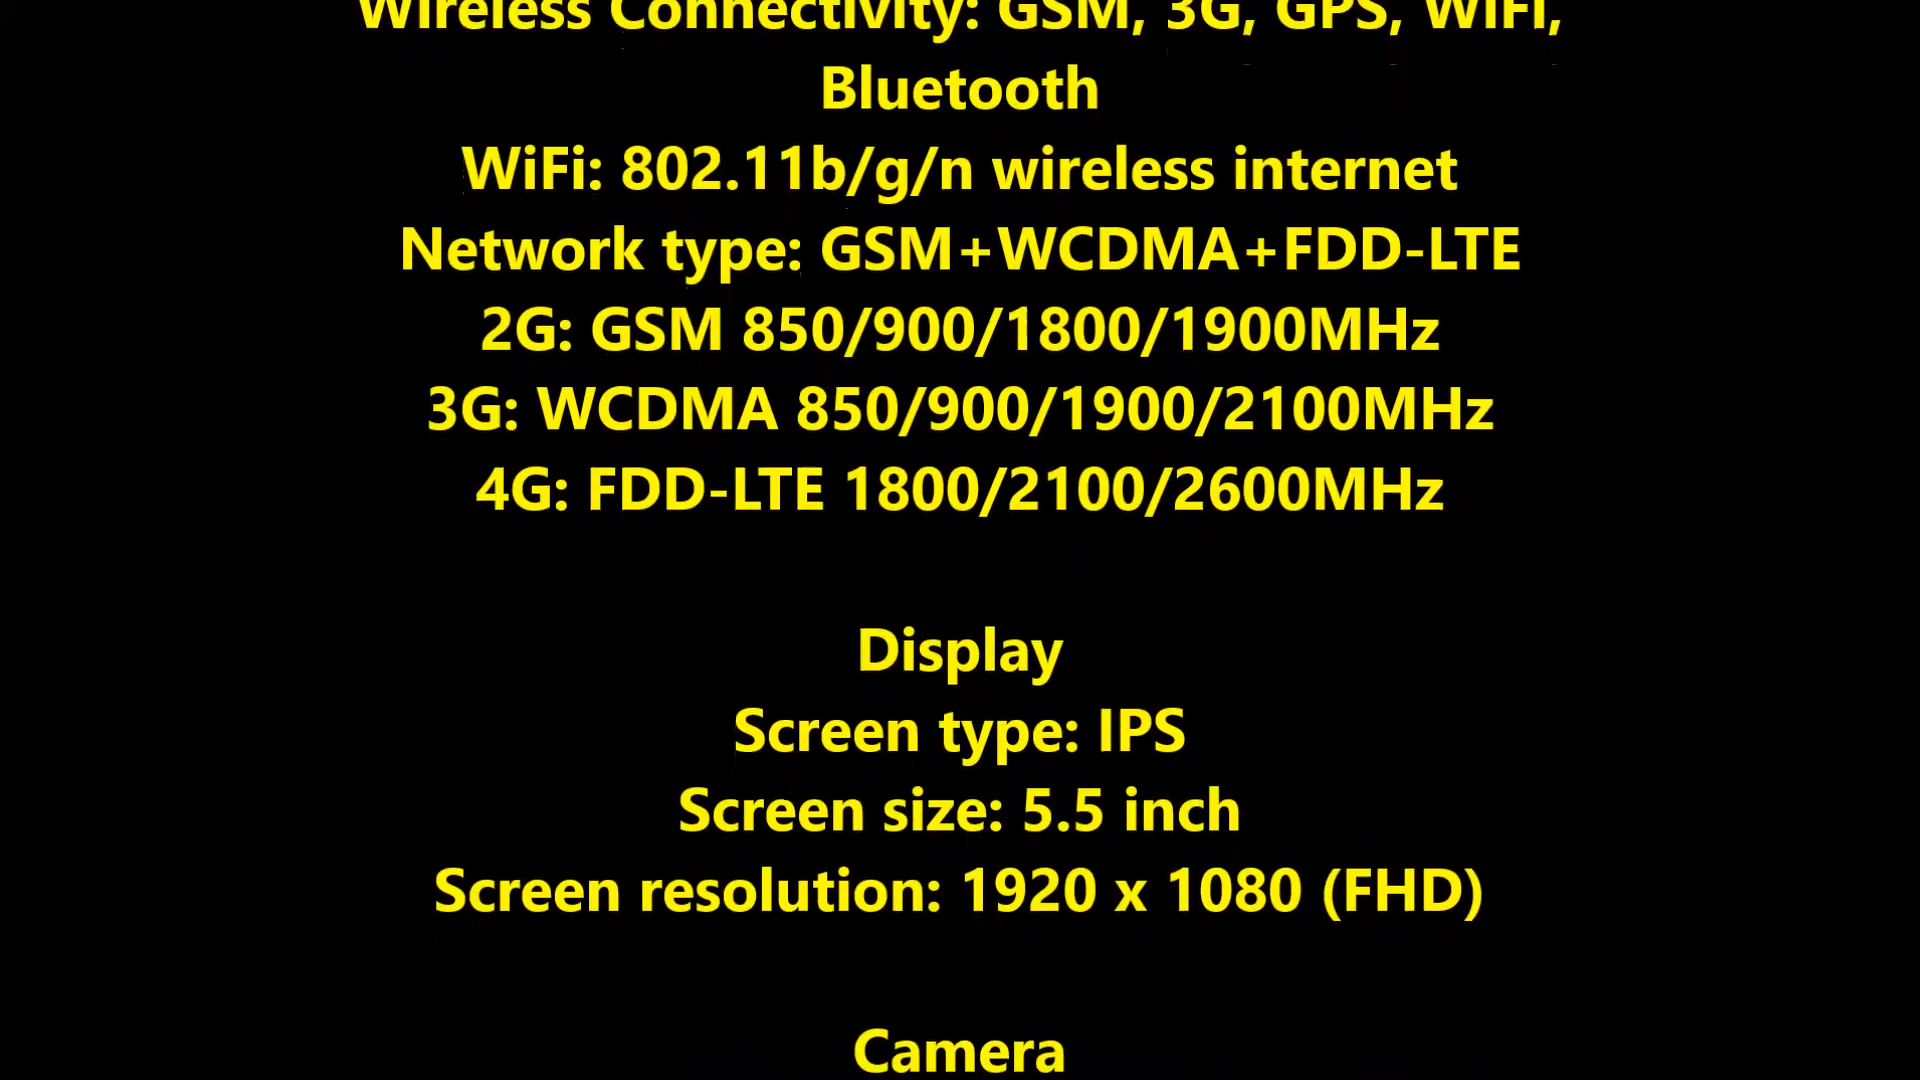 Wireless Connectivity: GSM, 3G, GPS, WiFi,
Bluetooth
WiFi: 802.11b/g/n wireless internet
Network type: GSM+WCDMA+FDD-LTE
2G: GSM 850/900/1800/1900MHz
3G: WCDMA 850/900/1900/2100MHz
4G: FDD-LTE 1800/2100/2600MHz
Display
Screen type: IPS
Screen size: 5.5 inch
Screen resolution: 1920 x 1080 (FHD)
Camera